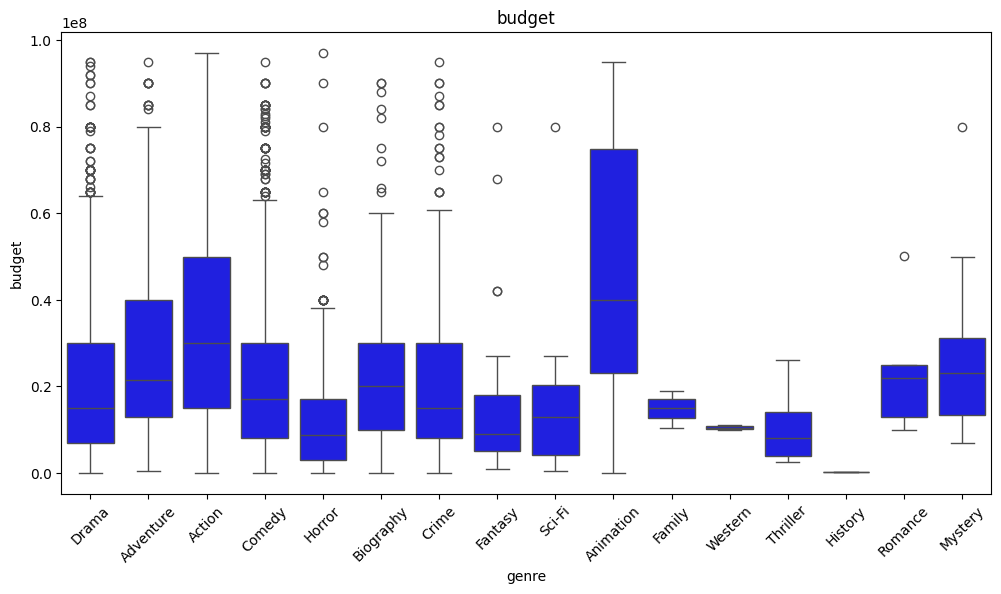 budget
1e8
1.0
0.8
0.6
0.4
0.2
0.0
budget
Drama Adventure Action Comedy Horror Biography Crime Fantasy Sci-Fi Animation Family Western Thriller History Romance Mystery
genre